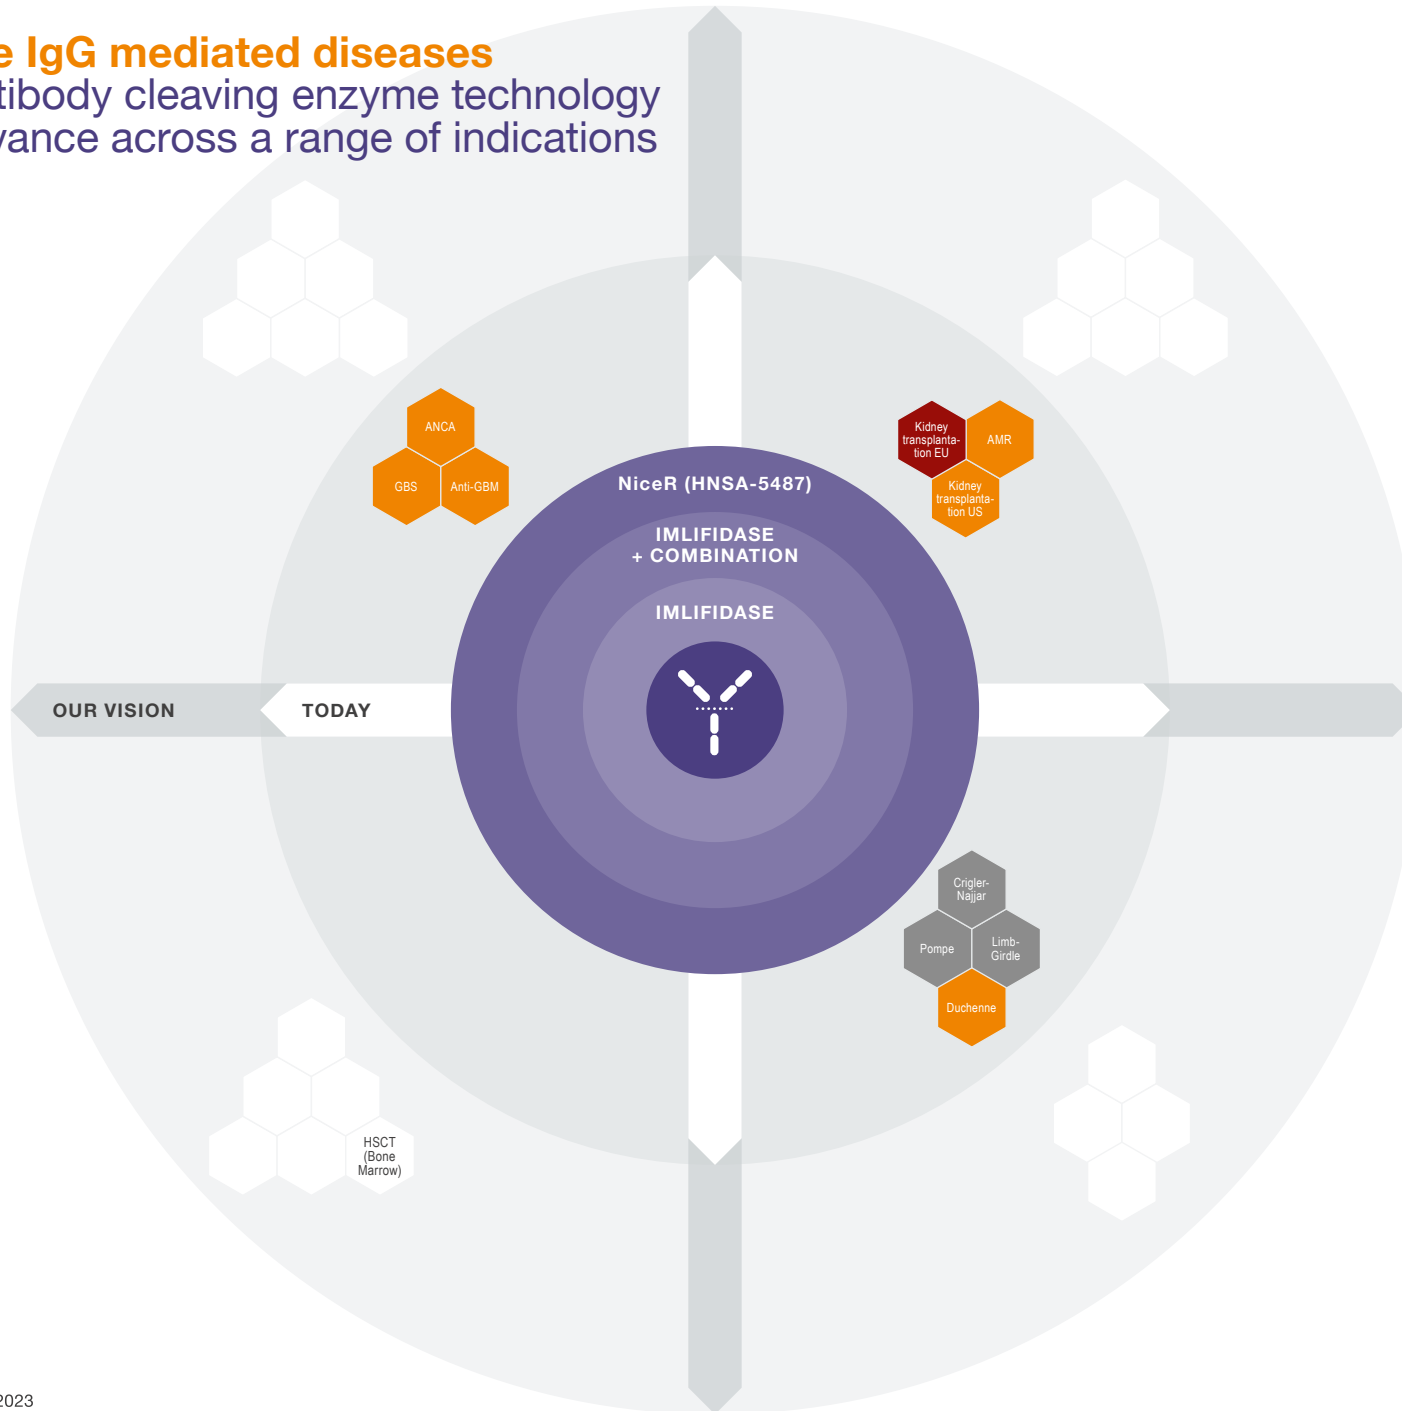 e IgG mediated diseases
tibody cleaving enzyme technology
vance across a range of indications
ANCA
GBS
Anti-GBM
Kidney
transplanta-
tion EU
AMR
Kidney
transplanta-
tion US
NiceR (HNSA-5487)
IMLIFIDASE
+ COMBINATION
IMLIFIDASE
OUR VISION
TODAY
Crigler-
Najjar
Pompe
Limb-
Girdle
Duchenne
HSCT
(Bone
Marrow)
2023